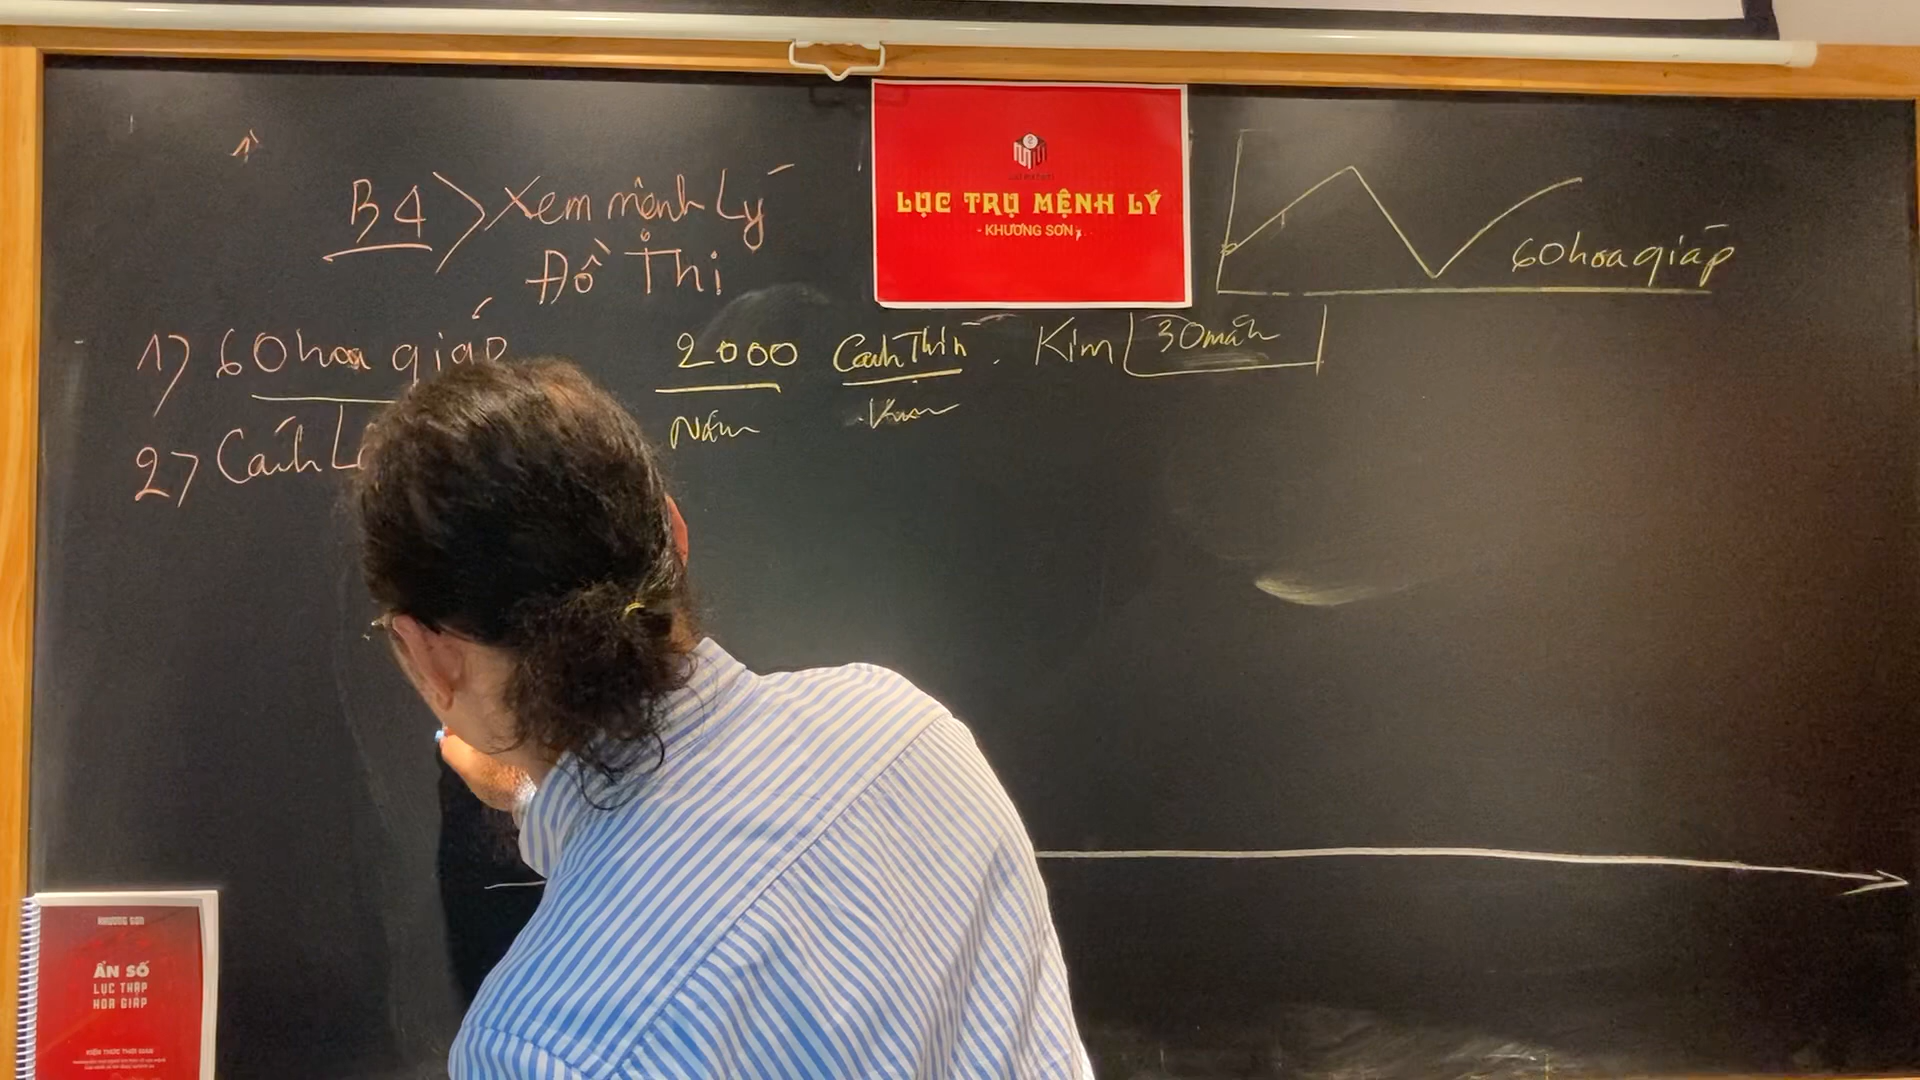 B4> Xem mệnh Lý
Đồ Thị
LỤC TRỤ MỆNH LÝ
- KHƯƠNG SƠN
60 hoa giáp
1> 60 hoa giáp
2000 Canh Thìn . Kim 30 mãn
Năm
2> Cách L
KHƯƠNG SƠN
ẨN SỐ
LỤC THẬP
HOA GIÁP